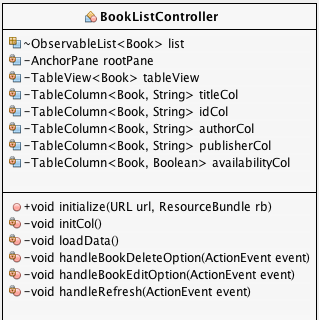 BookListController
~ObservableList<Book> list
-AnchorPane rootPane
-TableView<Book> tableView
-TableColumn<Book, String> titleCol
-TableColumn<Book, String> idCol
-TableColumn<Book, String> authorCol
-TableColumn<Book, String> publisherCol
-TableColumn<Book, Boolean> availabilityCol
+void initialize(URL url, ResourceBundle rb)
-void initCol()
-void loadData()
-void handleBookDeleteOption(ActionEvent event)
-void handleBookEditOption(ActionEvent event)
-void handleRefresh(ActionEvent event)